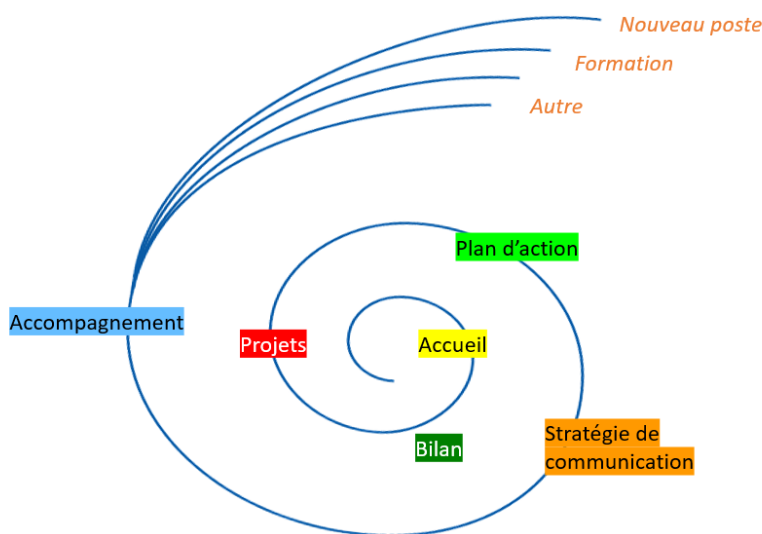 Nouveau poste
Formation
Autre
Plan d’action
Accompagnement
Projets
Accueil
Bilan
Stratégie de
communication